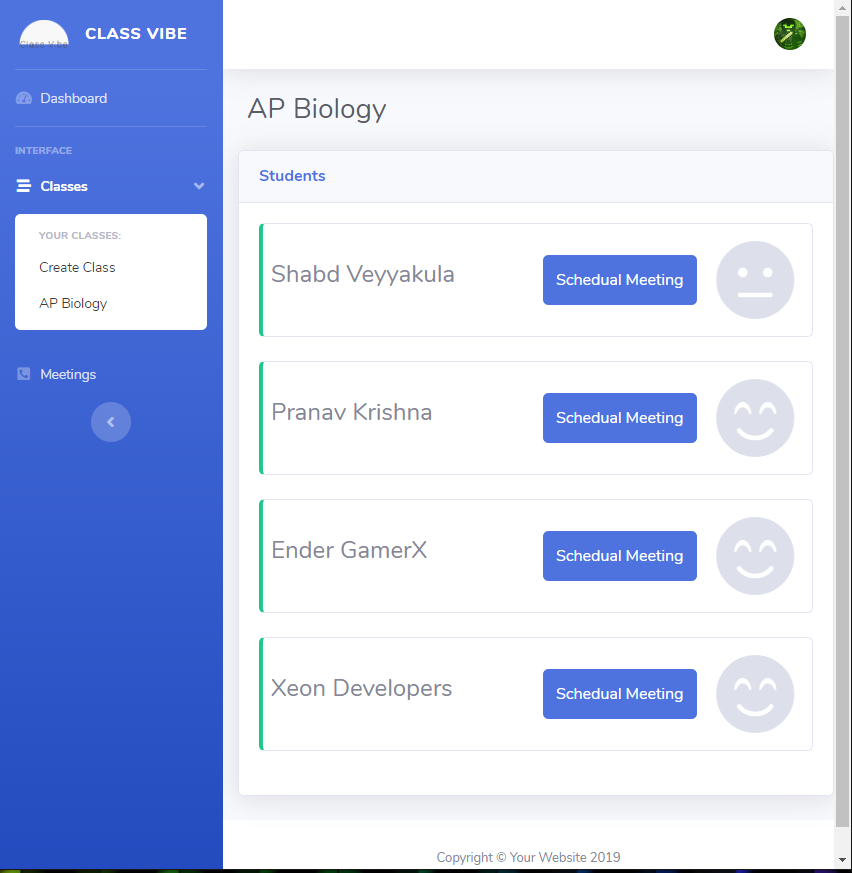 Class Vibe
CLASS VIBE
Dashboard
INTERFACE
Classes
YOUR CLASSES:
Create Class
AP Biology
Meetings
AP Biology
Students
Shabd Veyyakula
Schedual Meeting
Pranav Krishna
Schedual Meeting
Ender GamerX
Schedual Meeting
Xeon Developers
Schedual Meeting
Copyright © Your Website 2019